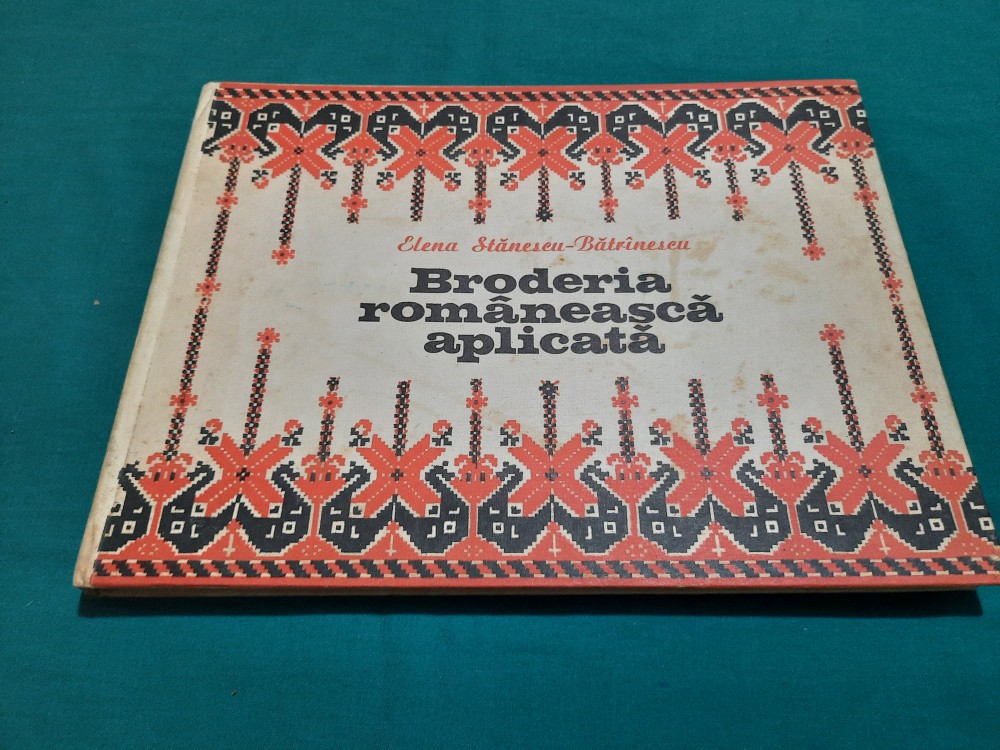 Elena Stănescu-Bătrînescu
Broderia
românească
aplicată